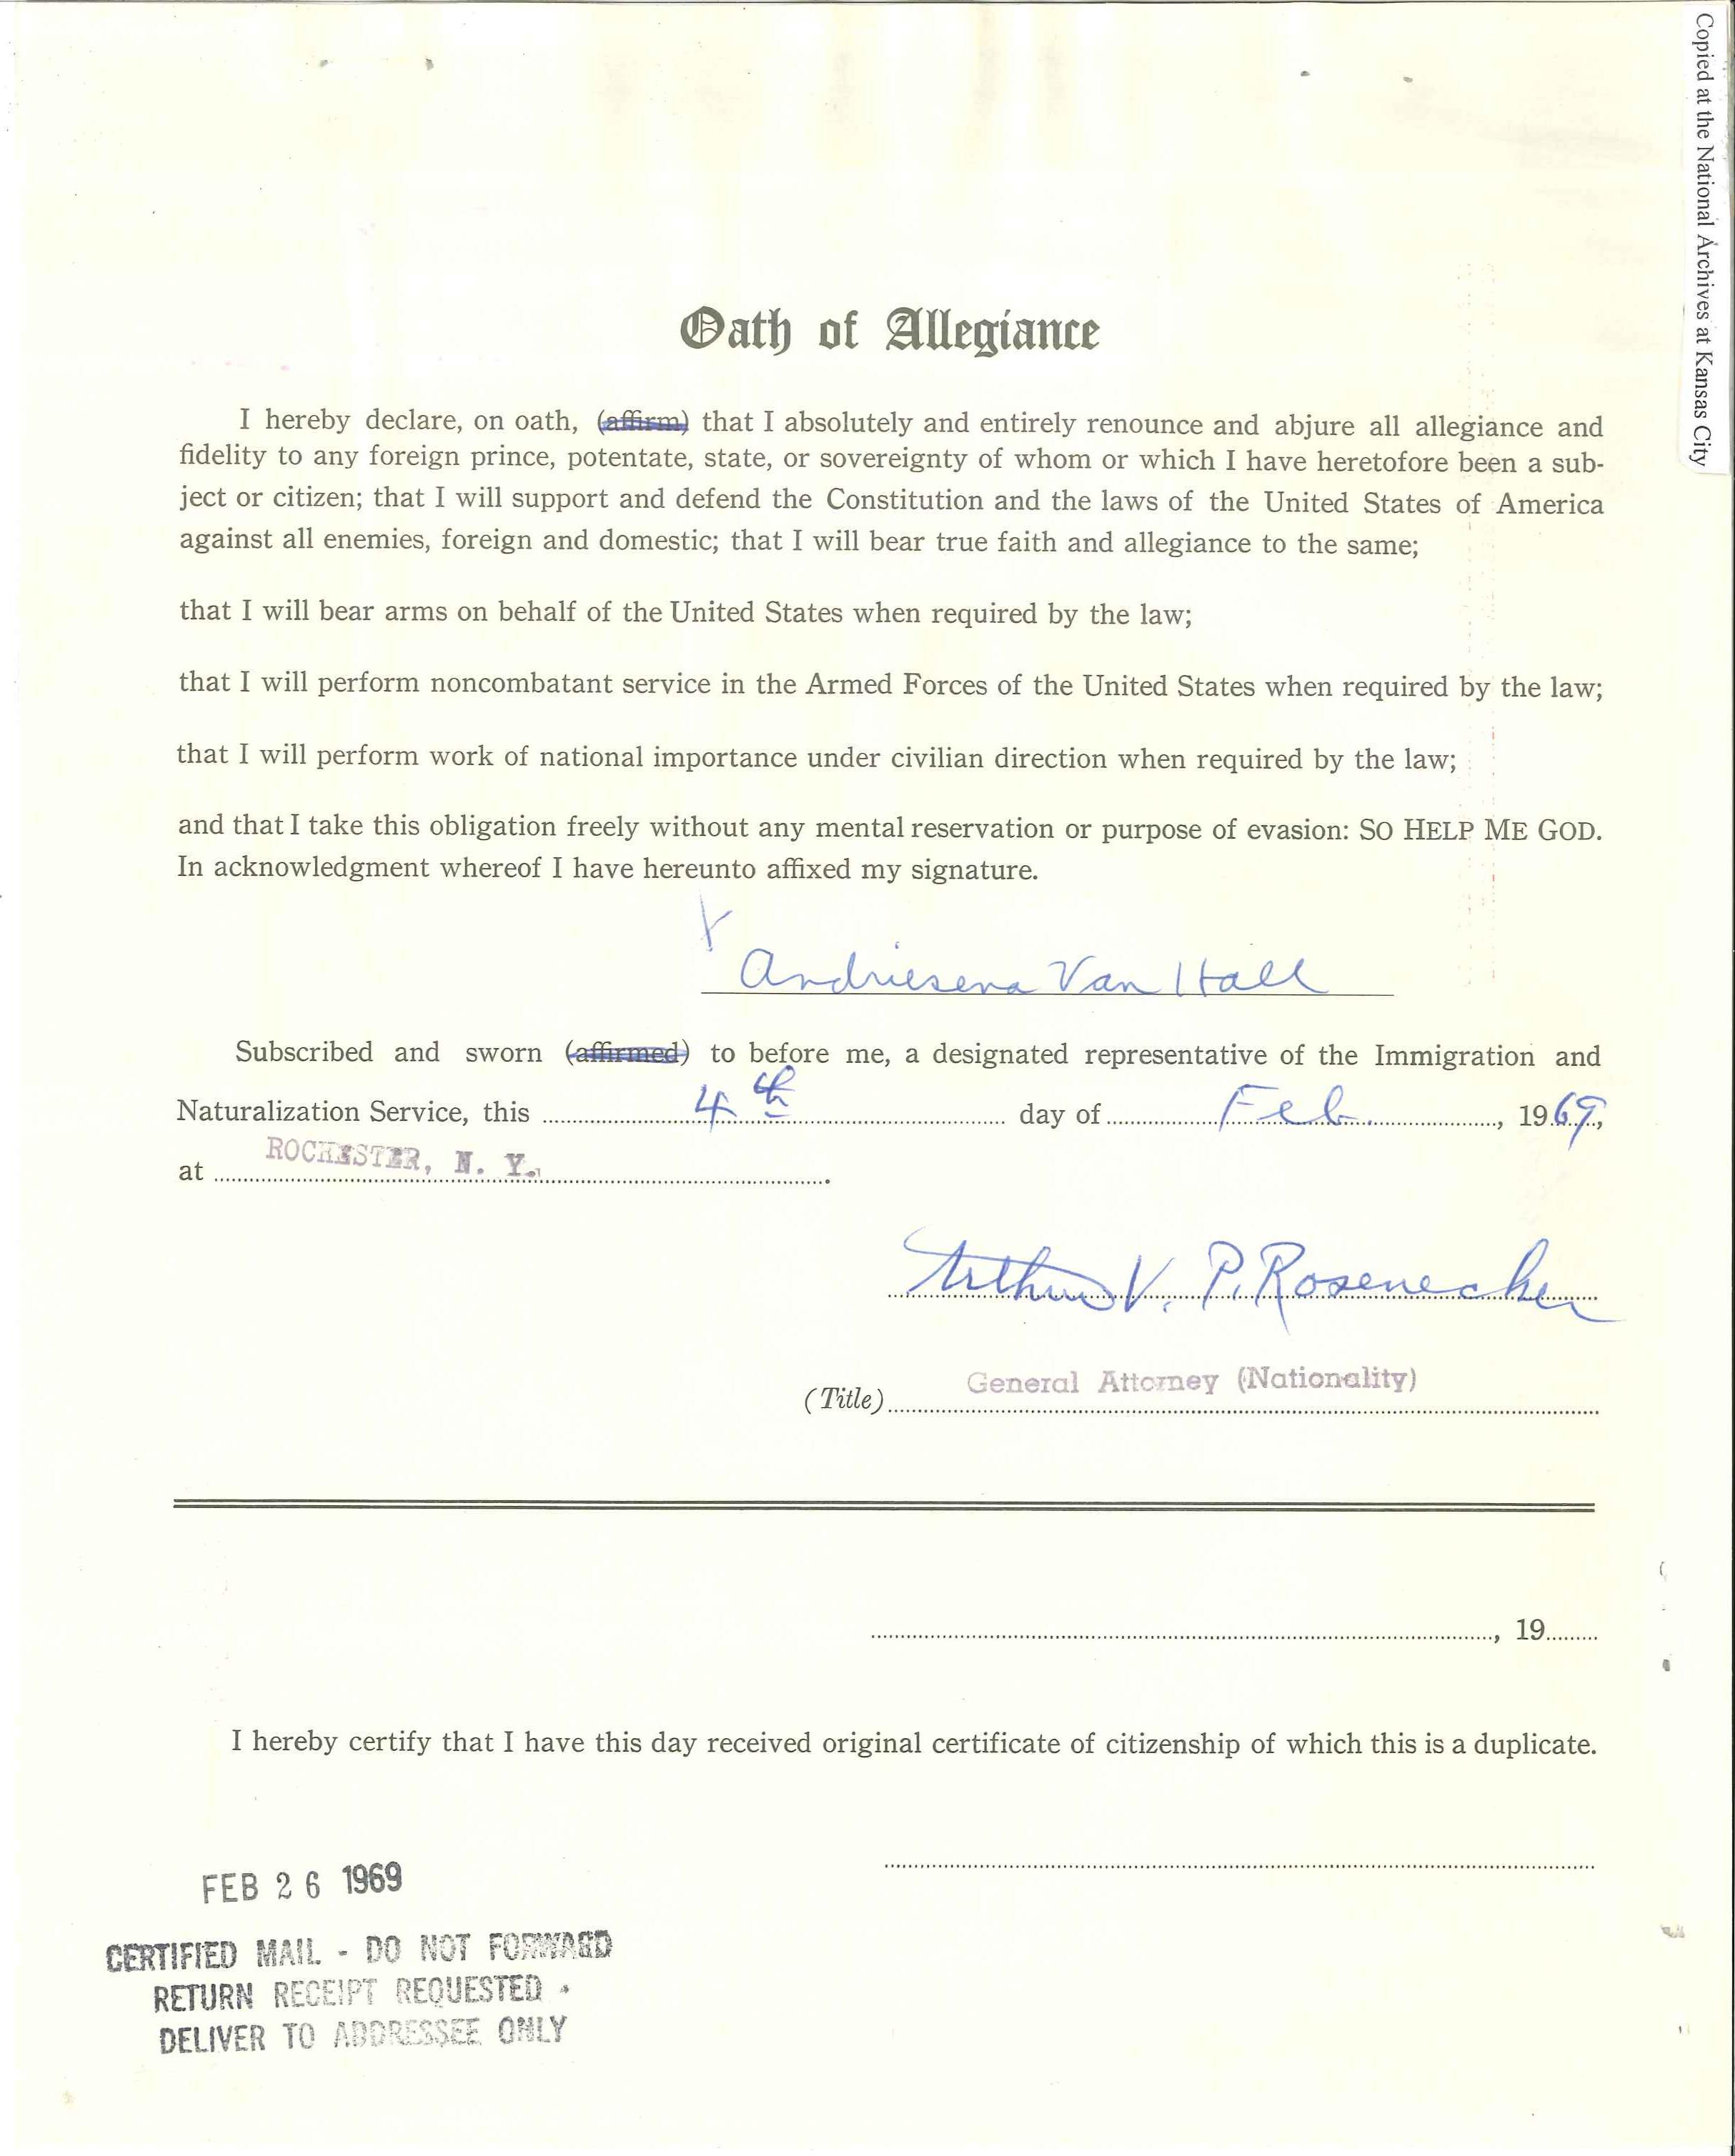 Copied at the National Archives at Kansas City
Oath of Allegiance
I hereby declare, on oath, (affirm) that I absolutely and entirely renounce and abjure all allegiance and
fidelity to any foreign prince, potentate, state, or sovereignty of whom or which I have heretofore been a sub-
ject or citizen; that I will support and defend the Constitution and the laws of the United States of America
against all enemies, foreign and domestic; that I will bear true faith and allegiance to the same;
that I will bear arms on behalf of the United States when required by the law;
that I will perform noncombatant service in the Armed Forces of the United States when required by the law;
that I will perform work of national importance under civilian direction when required by the law;
and that I take this obligation freely without any mental reservation or purpose of evasion: SO HELP ME GOD.
In acknowledgment whereof I have hereunto affixed my signature.
X
Andriesena Van Hall
Subscribed and sworn (affirmed) to before me, a designated representative of the Immigration and
Naturalization Service, this 4th day of Feb., 1969,
at ROCHESTER, N. Y..
Arthur V. P. Rosenecker
(Title) General Attorney (Nationality)
, 19
I hereby certify that I have this day received original certificate of citizenship of which this is a duplicate.
FEB 26 1969
CERTIFIED MAIL - DO NOT FORWARD
RETURN RECEIPT REQUESTED -
DELIVER TO ADDRESSEE ONLY